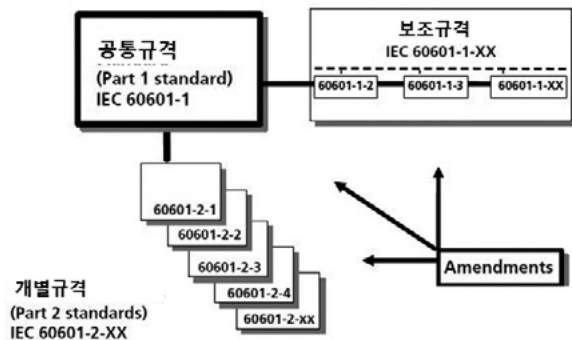 공통규격
(Part 1 standard)
IEC 60601-1
보조규격
IEC 60601-1-XX
60601-1-2
60601-1-3
60601-1-XX
60601-2-1
60601-2-2
60601-2-3
60601-2-4
60601-2-xx
개별규격
(Part 2 standards)
IEC 60601-2-XX
Amendments